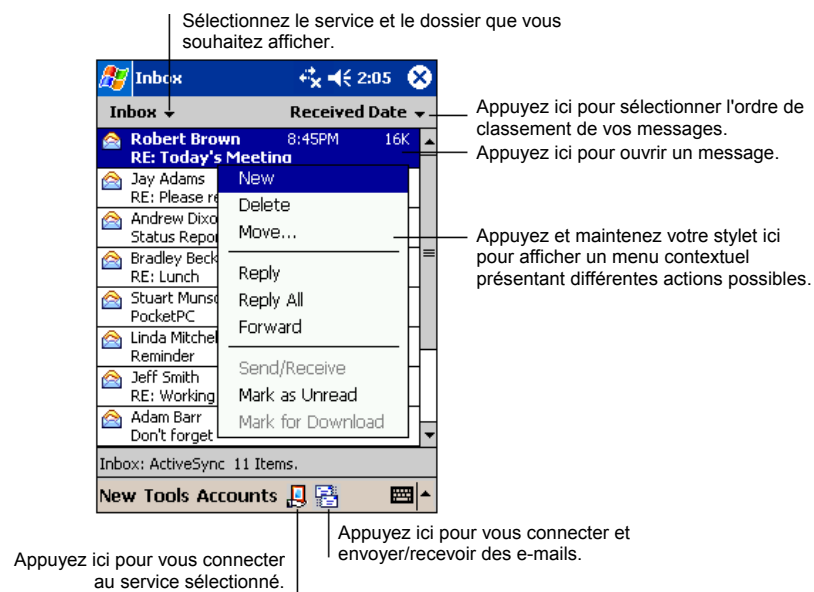 Sélectionnez le service et le dossier que vous
souhaitez afficher.
Inbox 2:05
Inbox Received Date
Appuyez ici pour sélectionner l'ordre de
classement de vos messages.
Robert Brown 8:45PM 16K
RE: Today's Meeting
Appuyez ici pour ouvrir un message.
Jay Adams
RE: Please
Andrew
Status
Bradley
RE: Lunch
Stuart
PocketPC
Linda
Reminder
Jeff Smith
RE: Working
Adam Barr
Don't forget
New
Delete
Move...
Reply
Reply All
Forward
Send/Receive
Mark as Unread
Mark for Download
Appuyez et maintenez votre stylet ici
pour afficher un menu contextuel
présentant différentes actions possibles.
Inbox: ActiveSync 11 Items.
New Tools Accounts
Appuyez ici pour vous connecter et
envoyer/recevoir des e-mails.
Appuyez ici pour vous connecter
au service sélectionné.